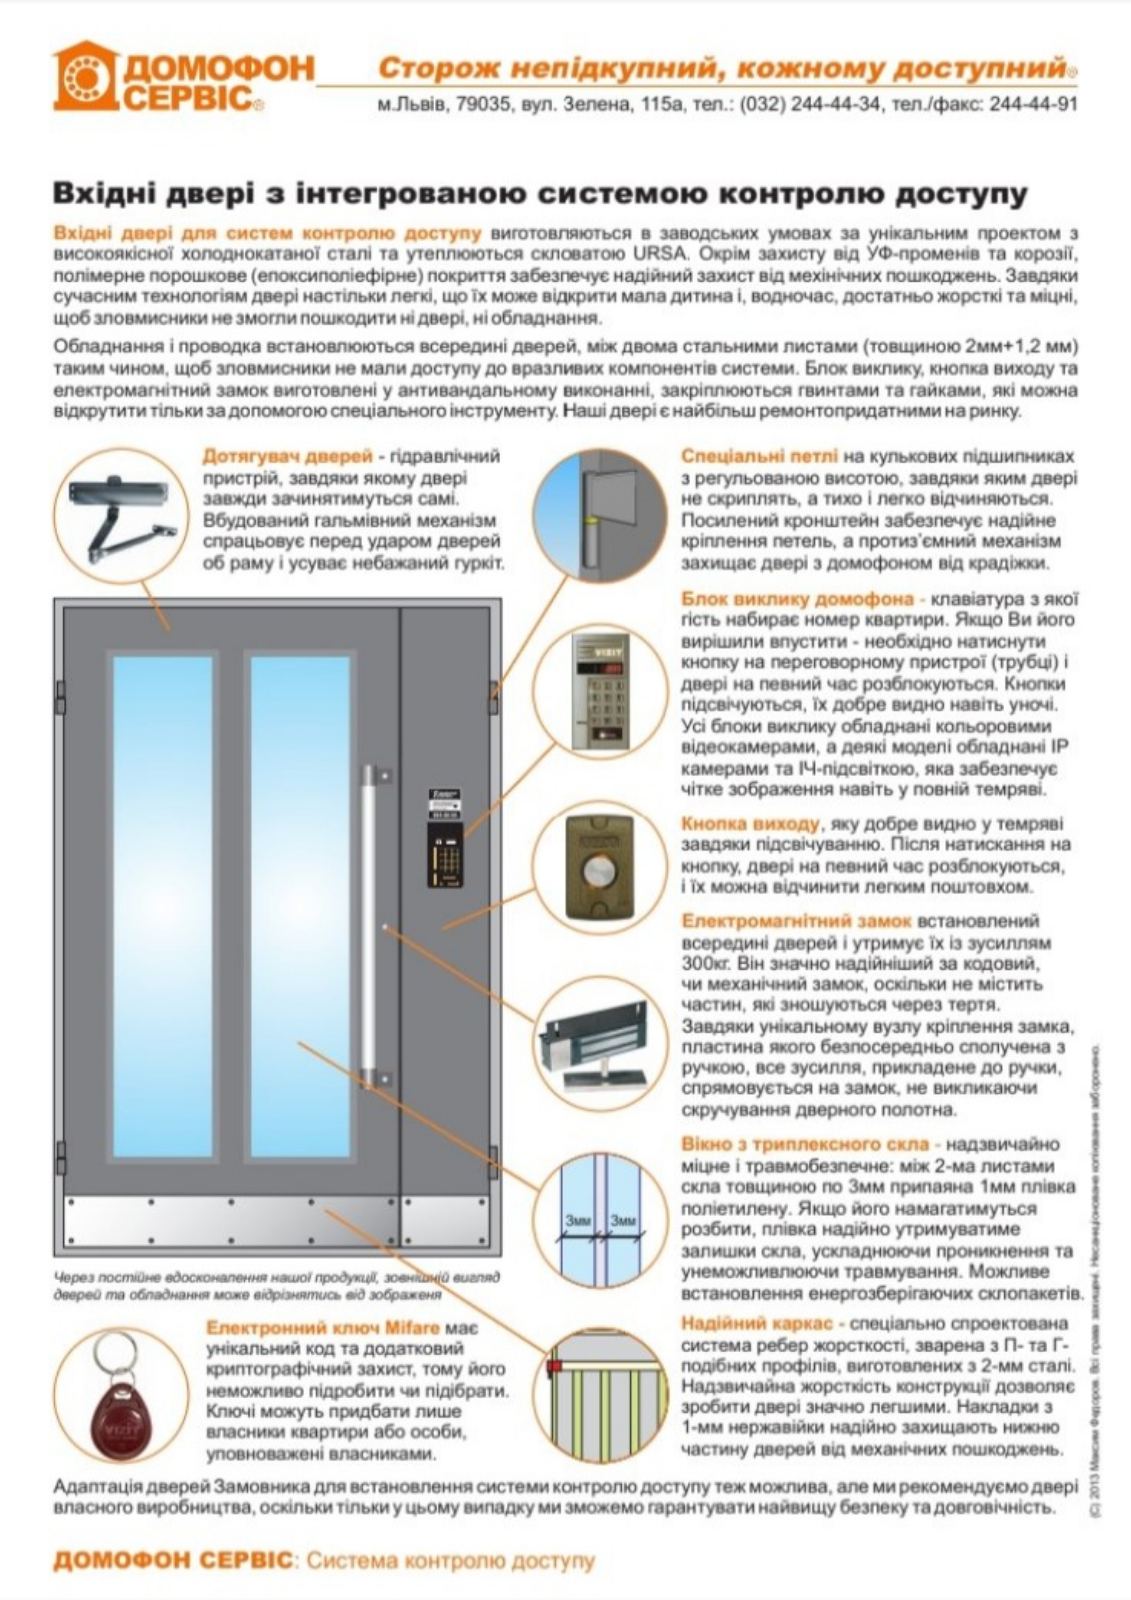 ДОМОФОН
СЕРВІС®
Сторож непідкупний, кожному доступний®
м.Львів, 79035, вул. Зелена, 115а, тел.: (032) 244-44-34, тел./факс: 244-44-91
Вхідні двері з інтегрованою системою контролю доступу
Вхідні двері для систем контролю доступу виготовляються в заводських умовах за унікальним проектом з
високоякісної холоднокатаної сталі та утеплюються скловатою URSA. Окрім захисту від УФ-променів та корозії,
полімерне порошкове (епоксиполіефірне) покриття забезпечує надійний захист від мехінічних пошкоджень. Завдяки
сучасним технологіям двері настільки легкі, що їх може відкрити мала дитина і, водночас, достатньо жорсткі та міцні,
щоб зловмисники не змогли пошкодити ні двері, ні обладнання.
Обладнання і проводка встановлюються всередині дверей, між двома стальними листами (товщиною 2мм+1,2 мм)
таким чином, щоб зловмисники не мали доступу до вразливих компонентів системи. Блок виклику, кнопка виходу та
електромагнітний замок виготовлені у антивандальному виконанні, закріплюються гвинтами та гайками, які можна
відкрутити тільки за допомогою спеціального інструменту. Наші двері є найбільш ремонтопридатними на ринку.
Дотягувач дверей - гідравлічний
пристрій, завдяки якому двері
завжди зачинятимуться самі.
Вбудований гальмівний механізм
спрацьовує перед ударом дверей
об раму і усуває небажаний гуркіт.
Спеціальні петлі на кулькових підшипниках
з регульованою висотою, завдяки яким двері
не скриплять, а тихо і легко відчиняються.
Посилений кронштейн забезпечує надійне
кріплення петель, а протиз'ємний механізм
захищає двері з домофоном від крадіжки.
Блок виклику домофона - клавіатура з якої
гість набирає номер квартири. Якщо Ви його
вирішили впустити - необхідно натиснути
кнопку на переговорному пристрої (трубці) і
двері на певний час розблокуються. Кнопки
підсвічуються, їх добре видно навіть уночі.
Усі блоки виклику обладнані кольоровими
відеокамерами, а деякі моделі обладнані IP
камерами та ІЧ-підсвіткою, яка забезпечує
чітке зображення навіть у повній темряві.
VIZIT
Кнопка виходу, яку добре видно у темряві
завдяки підсвічуванню. Після натискання на
кнопку, двері на певний час розблокуються,
і їх можна відчинити легким поштовхом.
Електромагнітний замок встановлений
всередині дверей і утримує їх із зусиллям
300кг. Він значно надійніший за кодовий,
чи механічний замок, оскільки не містить
частин, які зношуються через тертя.
Завдяки унікальному вузлу кріплення замка,
пластина якого безпосередньо сполучена з
ручкою, все зусилля, прикладене до ручки,
спрямовується на замок, не викликаючи
скручування дверного полотна.
Вікно з триплексного скла - надзвичайно
міцне і травмобезпечне: між 2-ма листами
скла товщиною по 3мм припаяна 1мм плівка
поліетилену. Якщо його намагатимуться
розбити, плівка надійно утримуватиме
залишки скла, ускладнюючи проникнення та
унеможливлюючи травмування. Можливе
встановлення енергозберігаючих склопакетів.
3мм 3мм
Через постійне вдосконалення нашої продукції, зовнішній вигляд
дверей та обладнання може відрізнятись від зображеня
Електронний ключ Mifare має
унікальний код та додатковий
криптографічний захист, тому його
неможливо підробити чи підібрати.
Ключі можуть придбати лише
власники квартири або особи,
уповноважені власниками.
VIZIT
Надійний каркас - спеціально спроектована
система ребер жорсткості, зварена з П- та Г-
подібних профілів, виготовлених з 2-мм сталі.
Надзвичайна жорсткість конструкції дозволяє
зробити двері значно легшими. Накладки з
1-мм нержавійки надійно захищають нижню
частину дверей від механічних пошкоджень.
Адаптація дверей Замовника для встановлення системи контролю доступу теж можлива, але ми рекомендуємо двері
власного виробництва, оскільки тільки у цьому випадку ми зможемо гарантувати найвищу безпеку та довговічність.
ДОМОФОН СЕРВІС: Система контролю доступу
(С) 2013 Максим Федоров. Всі права захищені. Несанкціоноване копіювання заборонено.